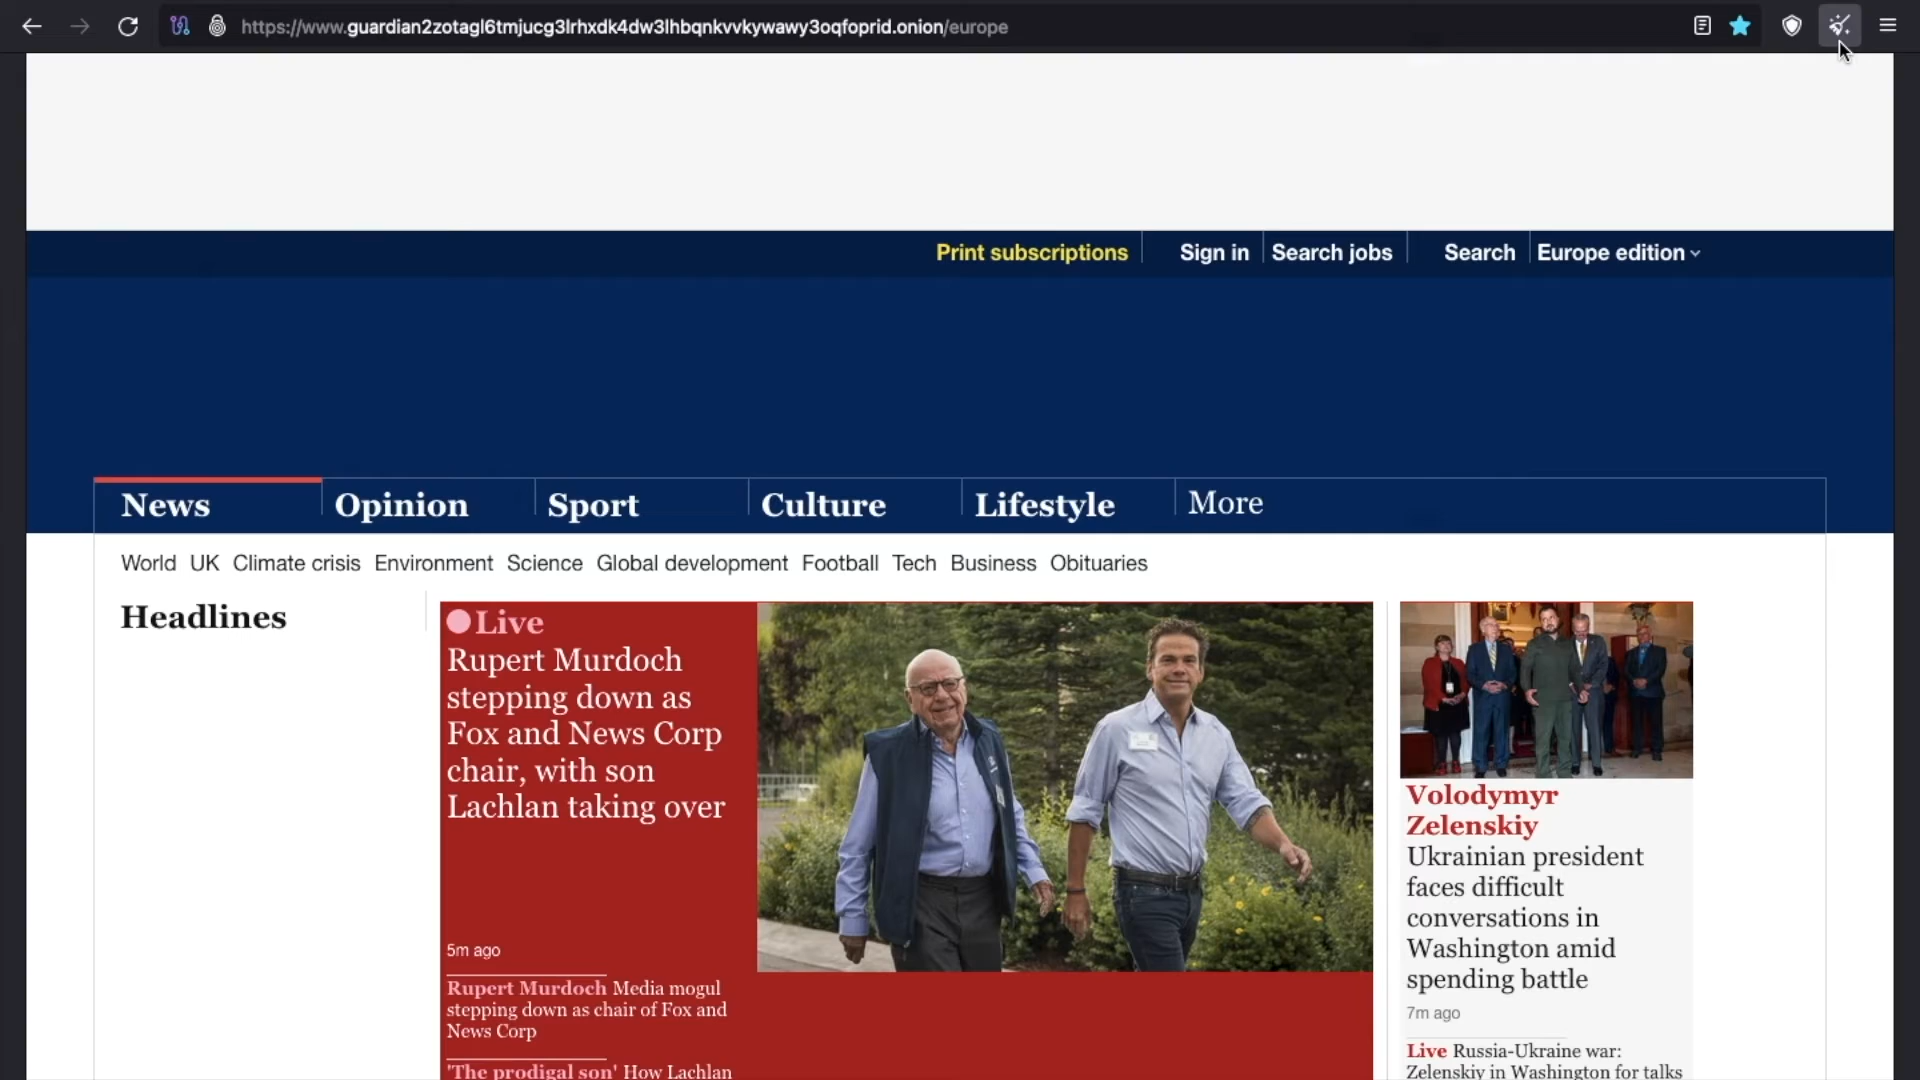 https://www.guardian2zotagl6tmjucg3lrhxdk4dw3lhbqnkvvkywawy3oqfoprid.onion/europe
Print subscriptions
Sign in
Search jobs
Search
Europe edition
News
Opinion
Sport
Culture
Lifestyle
More
World UK Climate crisis Environment Science Global development Football Tech Business Obituaries
Headlines
Live
Rupert Murdoch
stepping down as
Fox and News Corp
chair, with son
Lachlan taking over
5m ago
Rupert Murdoch Media mogul
stepping down as chair of Fox and
News Corp
'The prodigal son' How Lachlan
Volodymyr
Zelenskiy
Ukrainian president
faces difficult
conversations in
Washington amid
spending battle
7m ago
Live Russia-Ukraine war:
Zelenskiy in Washington for talks